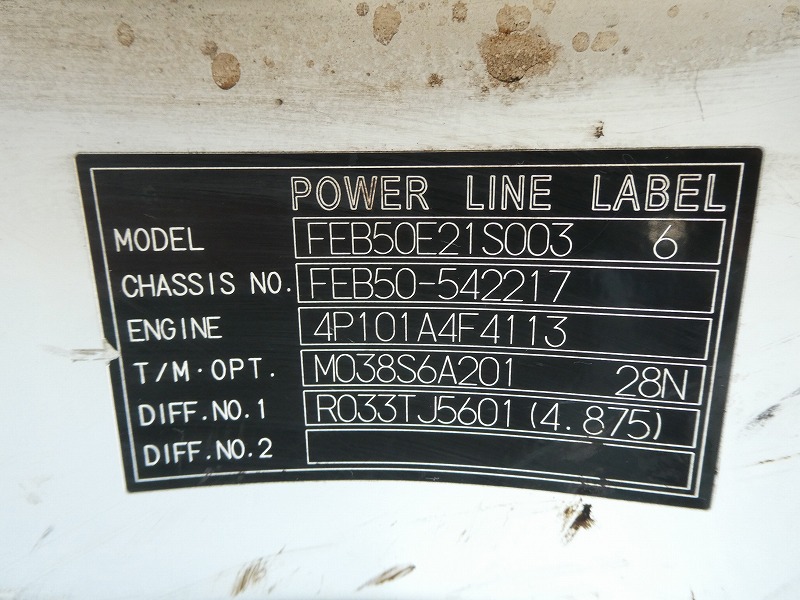 POWER LINE LABEL
MODEL FEB50E21S003 6
CHASSIS NO. FEB50-542217
ENGINE 4P101A4F4113
T/M·OPT. M038S6A201 28N
DIFF.NO.1 R033TJ5601 (4.875)
DIFF.NO.2